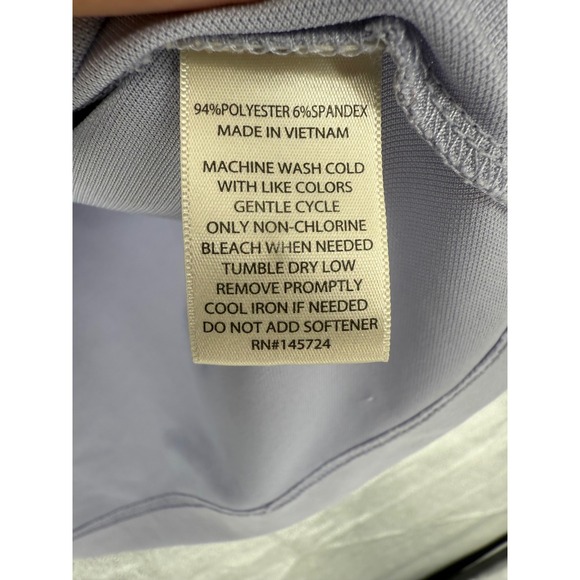 94%POLYESTER 6%SPANDEX
MADE IN VIETNAM
MACHINE WASH COLD
WITH LIKE COLORS
GENTLE CYCLE
ONLY NON-CHLORINE
BLEACH WHEN NEEDED
TUMBLE DRY LOW
REMOVE PROMPTLY
COOL IRON IF NEEDED
DO NOT ADD SOFTENER
RN#145724